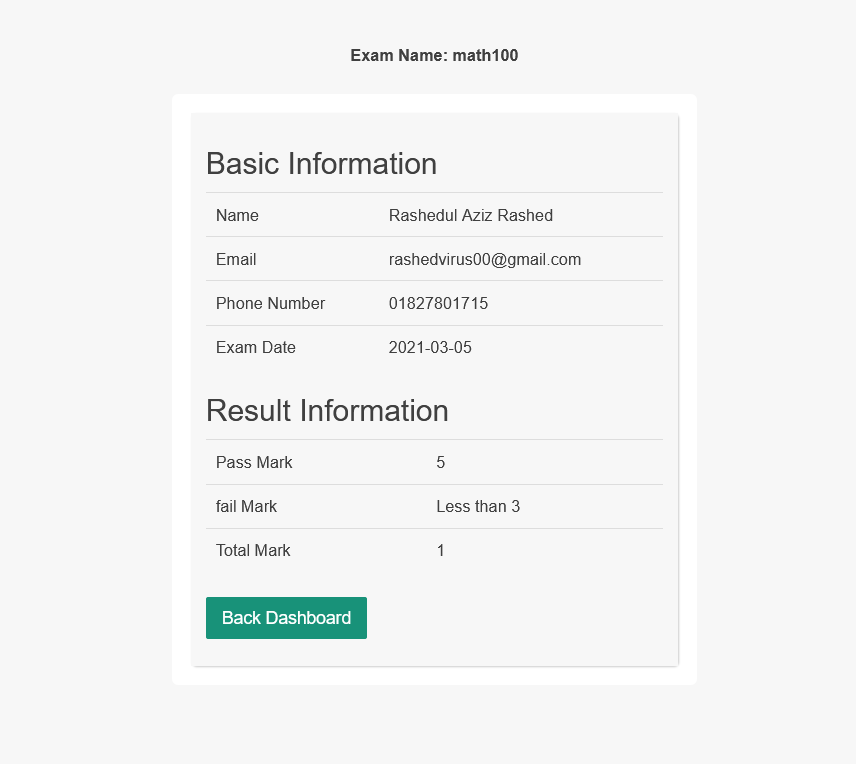 Exam Name: math100
Basic Information
Name Rashedul Aziz Rashed
Email rashedvirus00@gmail.com
Phone Number 01827801715
Exam Date 2021-03-05
Result Information
Pass Mark 5
fail Mark Less than 3
Total Mark 1
Back Dashboard